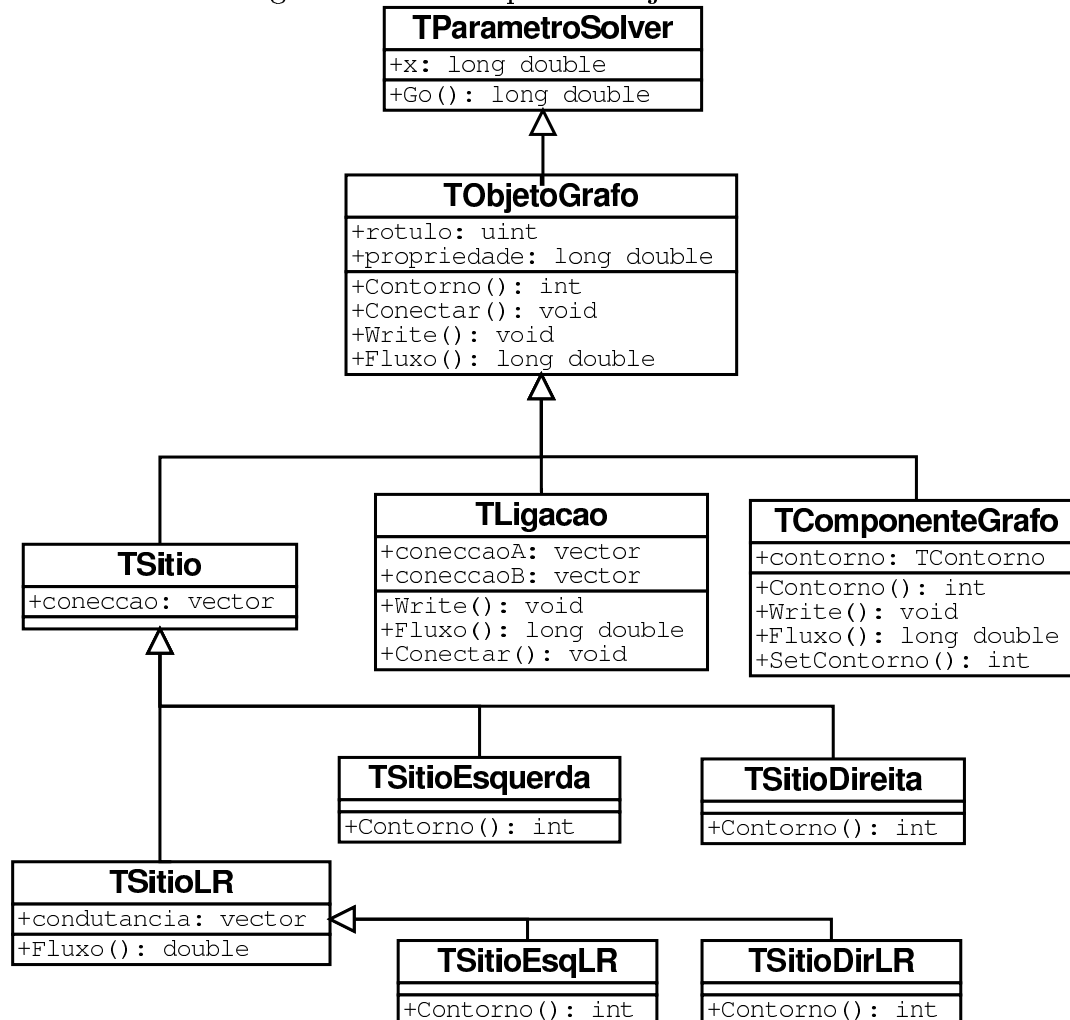 TParametroSolver
+x: long double
+Go(): long double
TObjetoGrafo
+rotulo: uint
+propriedade: long double
+Contorno(): int
+Conectar(): void
+Write(): void
+Fluxo(): long double
TSitio
+coneccao: vector
TLigacao
+coneccaoA: vector
+coneccaoB: vector
+Write(): void
+Fluxo(): long double
+Conectar(): void
TComponenteGrafo
+contorno: TContorno
+Contorno(): int
+Write(): void
+Fluxo(): long double
+SetContorno(): int
TSitioEsquerda
+Contorno(): int
TSitioDireita
+Contorno(): int
TSitioLR
+condutancia: vector
+Fluxo(): double
TSitioEsqLR
+Contorno(): int
TSitioDirLR
+Contorno(): int